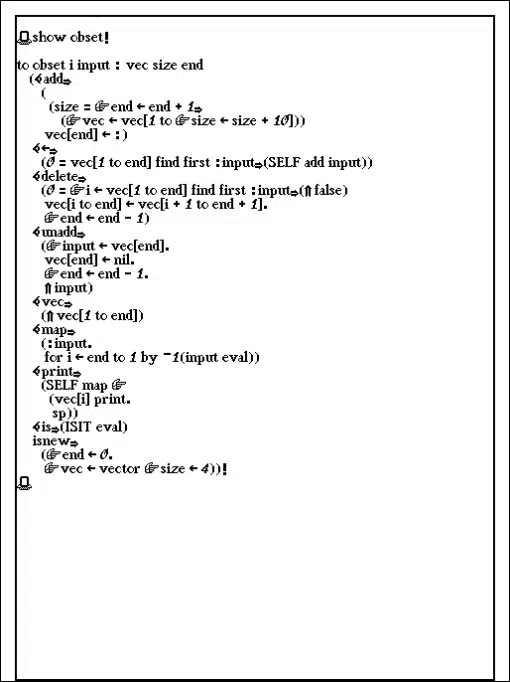 show obset!
to obset i input : vec size end
(∢add⇒
(
(size = ☞end ← end + 1⇒
(☞vec ← vec[1 to ☞size ← size + 10]))
vec[end] ← :)
∢←⇒
(0 = vec[1 to end] find first :input⇒(SELF add input))
∢delete⇒
(0 = ☞i ← vec[1 to end] find first :input⇒(⇑false)
vec[i to end] ← vec[i + 1 to end + 1].
☞end ← end - 1)
∢unadd⇒
(☞input ← vec[end].
vec[end] ← nil.
☞end ← end - 1.
⇑input)
∢vec⇒
(⇑vec[1 to end])
∢map⇒
(:input.
for i ← end to 1 by ¯1(input eval))
∢print⇒
(SELF map ☞
(vec[i] print.
sp))
∢is⇒(ISIT eval)
isnew⇒
(☞end ← 0.
☞vec ← vector ☞size ← 4))!